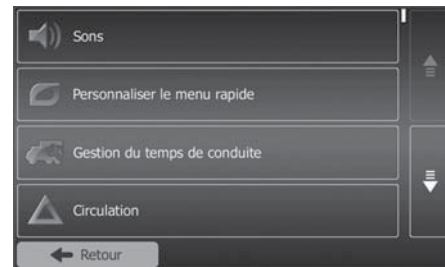 Sons
Personnaliser le menu rapide
Gestion du temps de conduite
Circulation
Retour